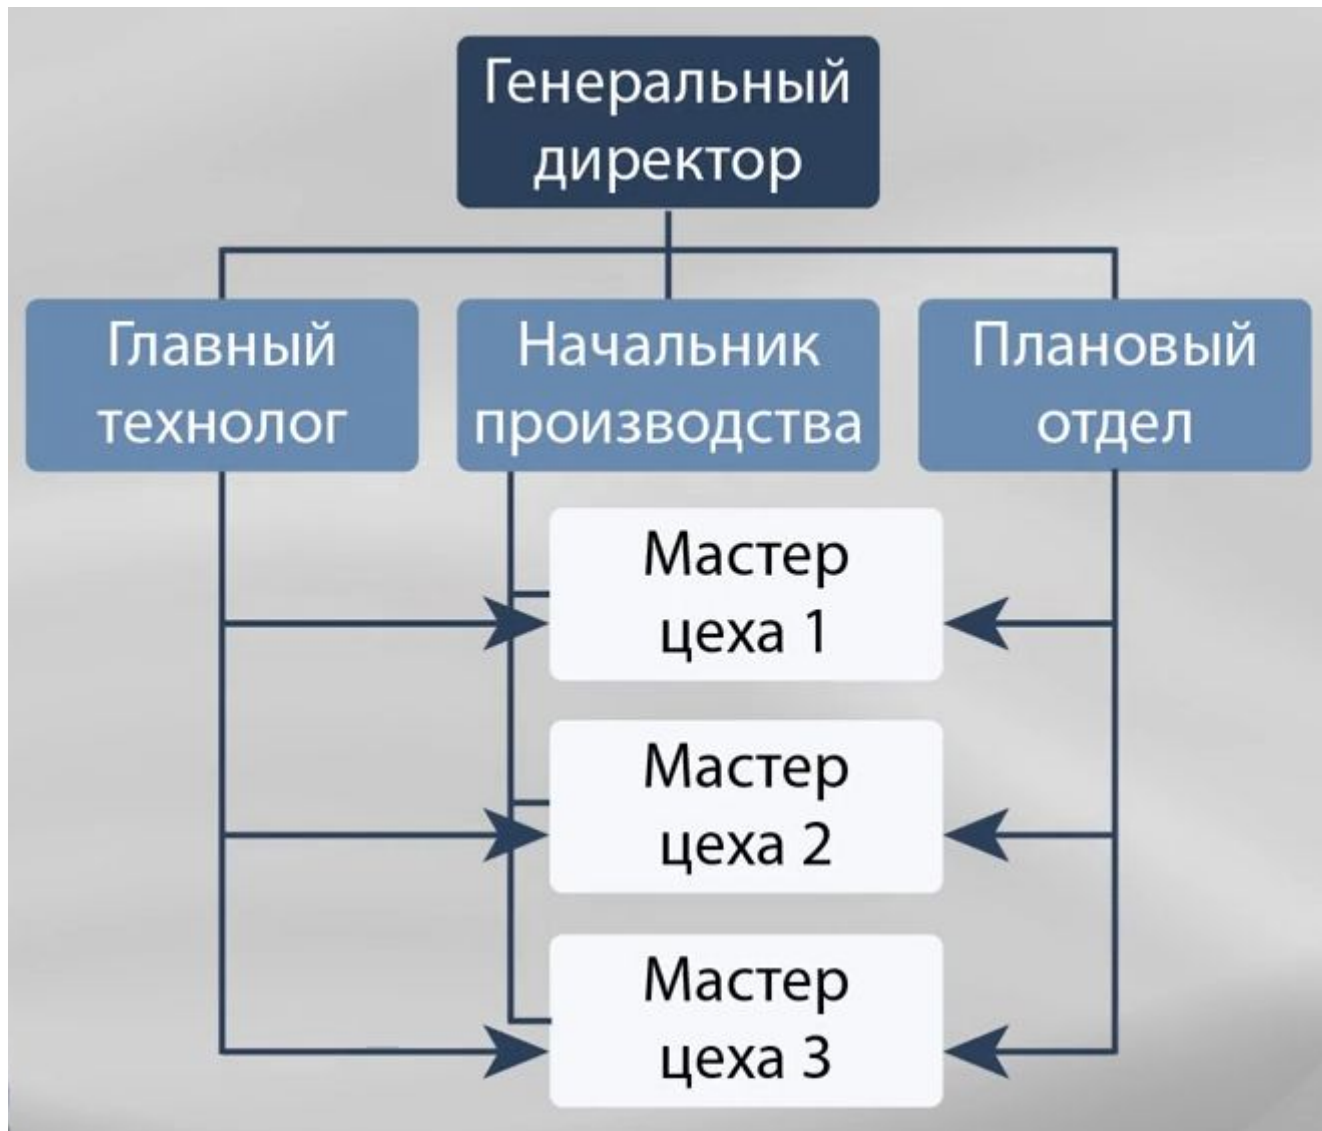 Генеральный
директор
Главный
технолог
Начальник
производства
Плановый
отдел
Мастер
цеха 1
Мастер
цеха 2
Мастер
цеха 3